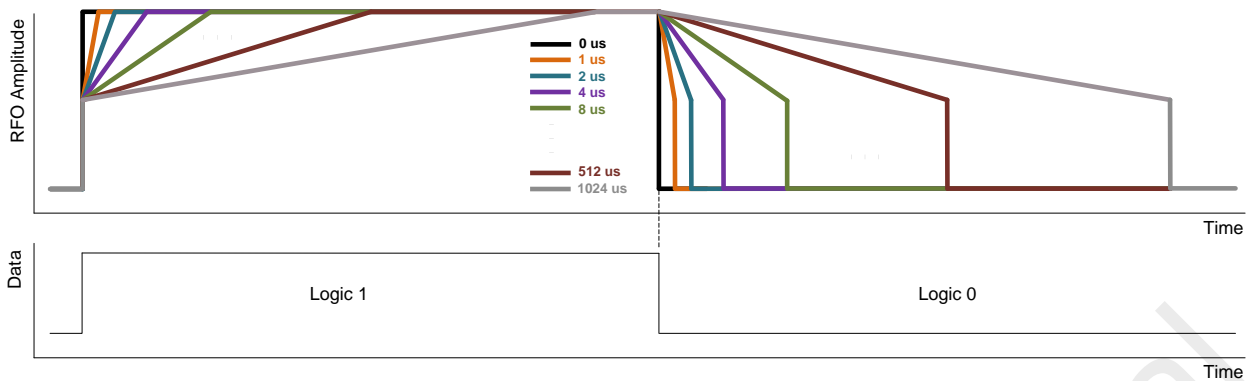 RFO Amplitude
0 us
1 us
2 us
4 us
8 us
512 us
1024 us
Time
Data
Logic 1
Logic 0
Time